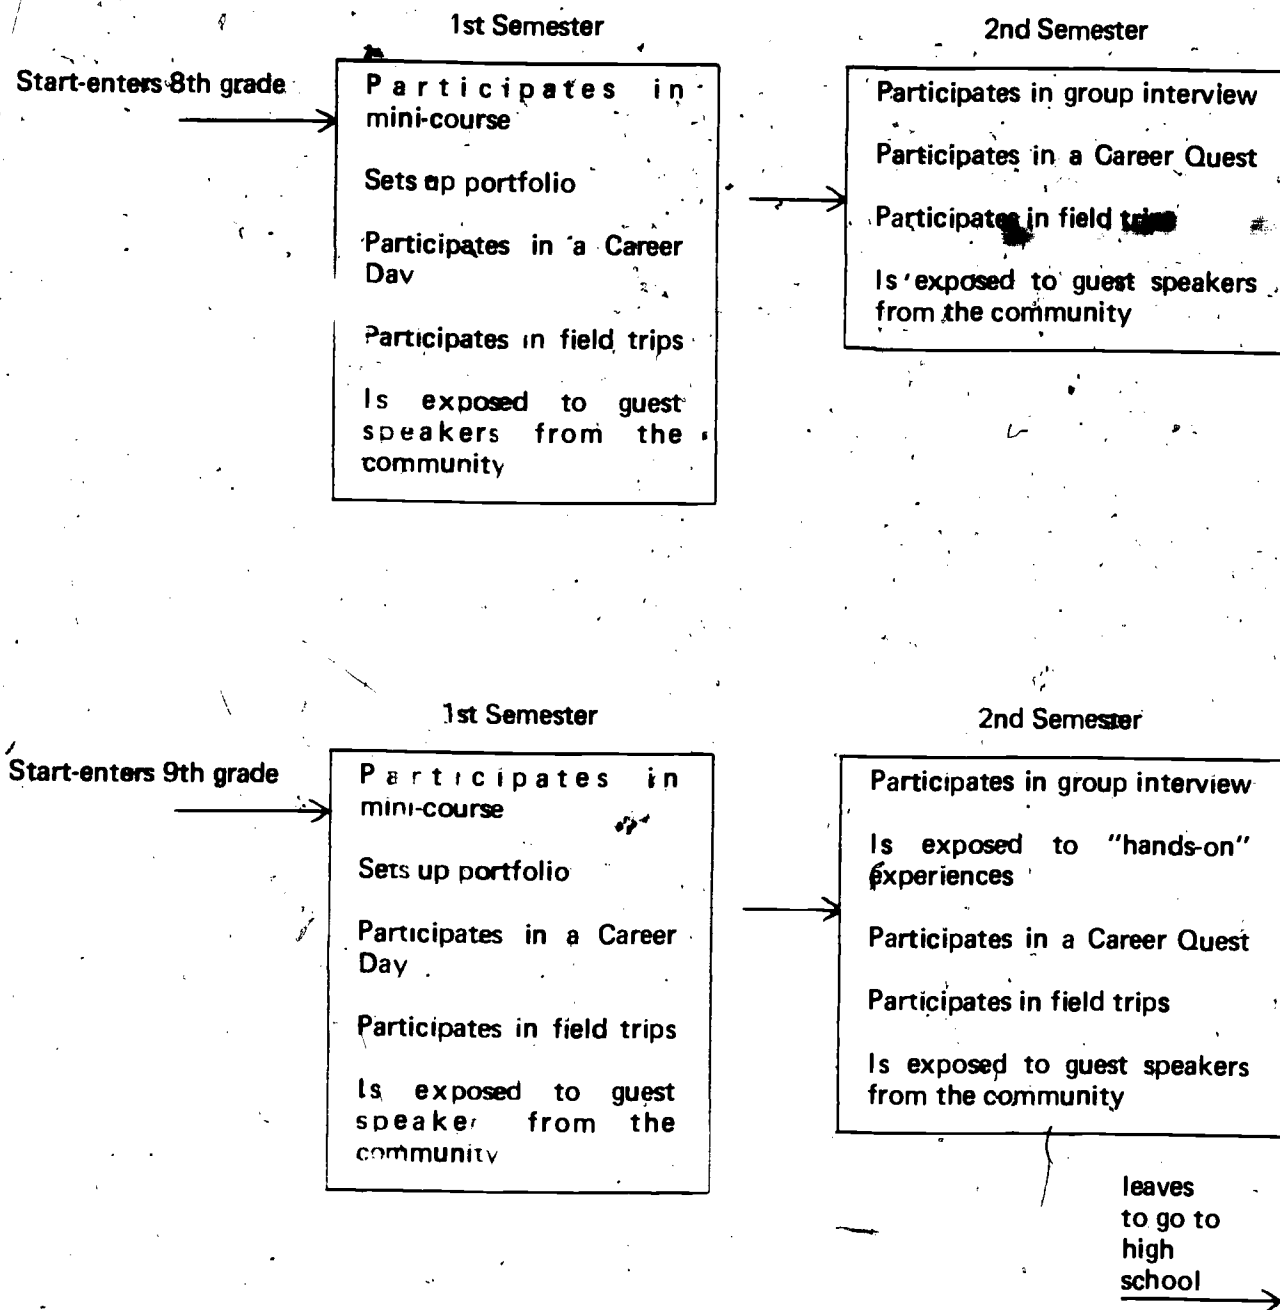 1st Semester
2nd Semester
Start-enters 8th grade
Participates in
mini-course
Sets up portfolio
Participates in a Career
Day
Participates in field trips
Is exposed to guest
speakers from the
community
Participates in group interview
Participates in a Career Quest
Participates in field trips
Is exposed to guest speakers
from the community
1st Semester
2nd Semester
Start-enters 9th grade
Participates in
mini-course
Sets up portfolio
Participates in a Career
Day
Participates in field trips
Is exposed to guest
speaker from the
community
Participates in group interview
Is exposed to "hands-on"
experiences
Participates in a Career Quest
Participates in field trips
Is exposed to guest speakers
from the community
leaves
to go to
high
school